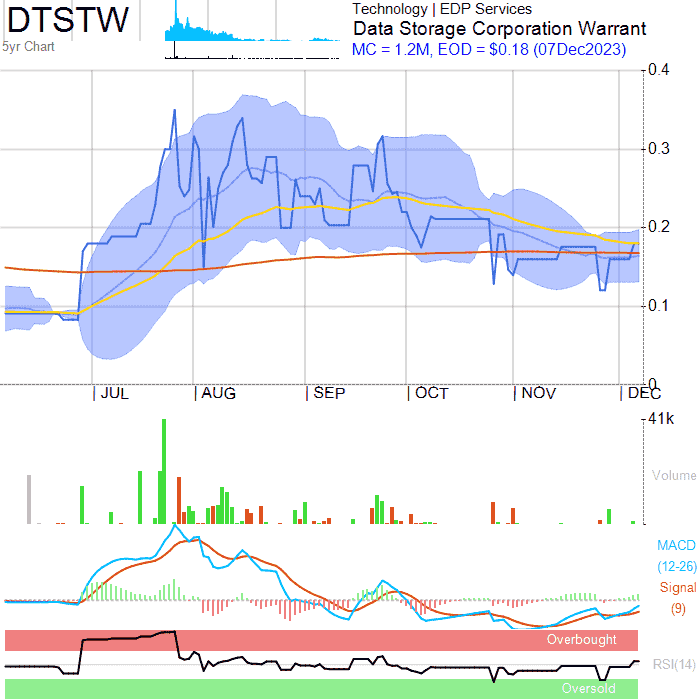 DTSTW
5yr Chart
Technology | EDP Services
Data Storage Corporation Warrant
MC = 1.2M, EOD = $0.18 (07Dec2023)
0.4
0.3
0.2
0.1
0
JUL AUG SEP OCT NOV DEC
41k
Volume
MACD
(12-26)
Signal
(9)
Overbought
RSI(14)
Oversold